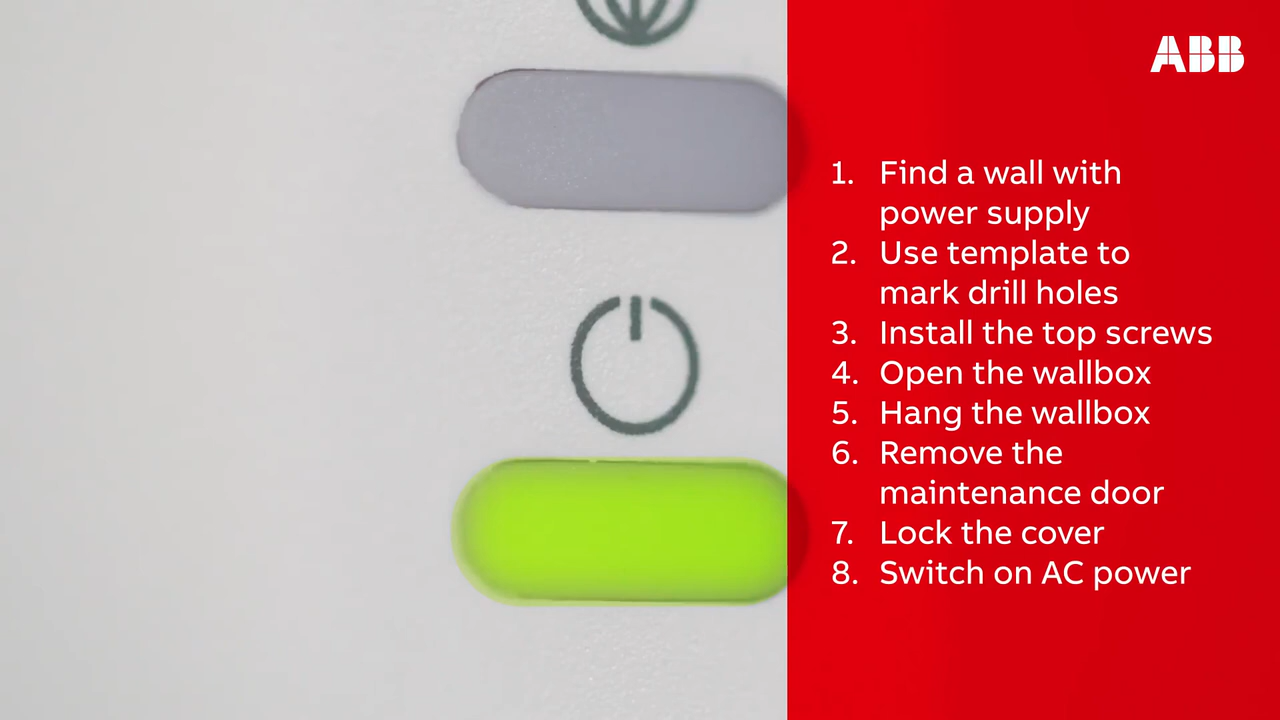 ABB
1. Find a wall with
power supply
2. Use template to
mark drill holes
3. Install the top screws
4. Open the wallbox
5. Hang the wallbox
6. Remove the
maintenance door
7. Lock the cover
8. Switch on AC power